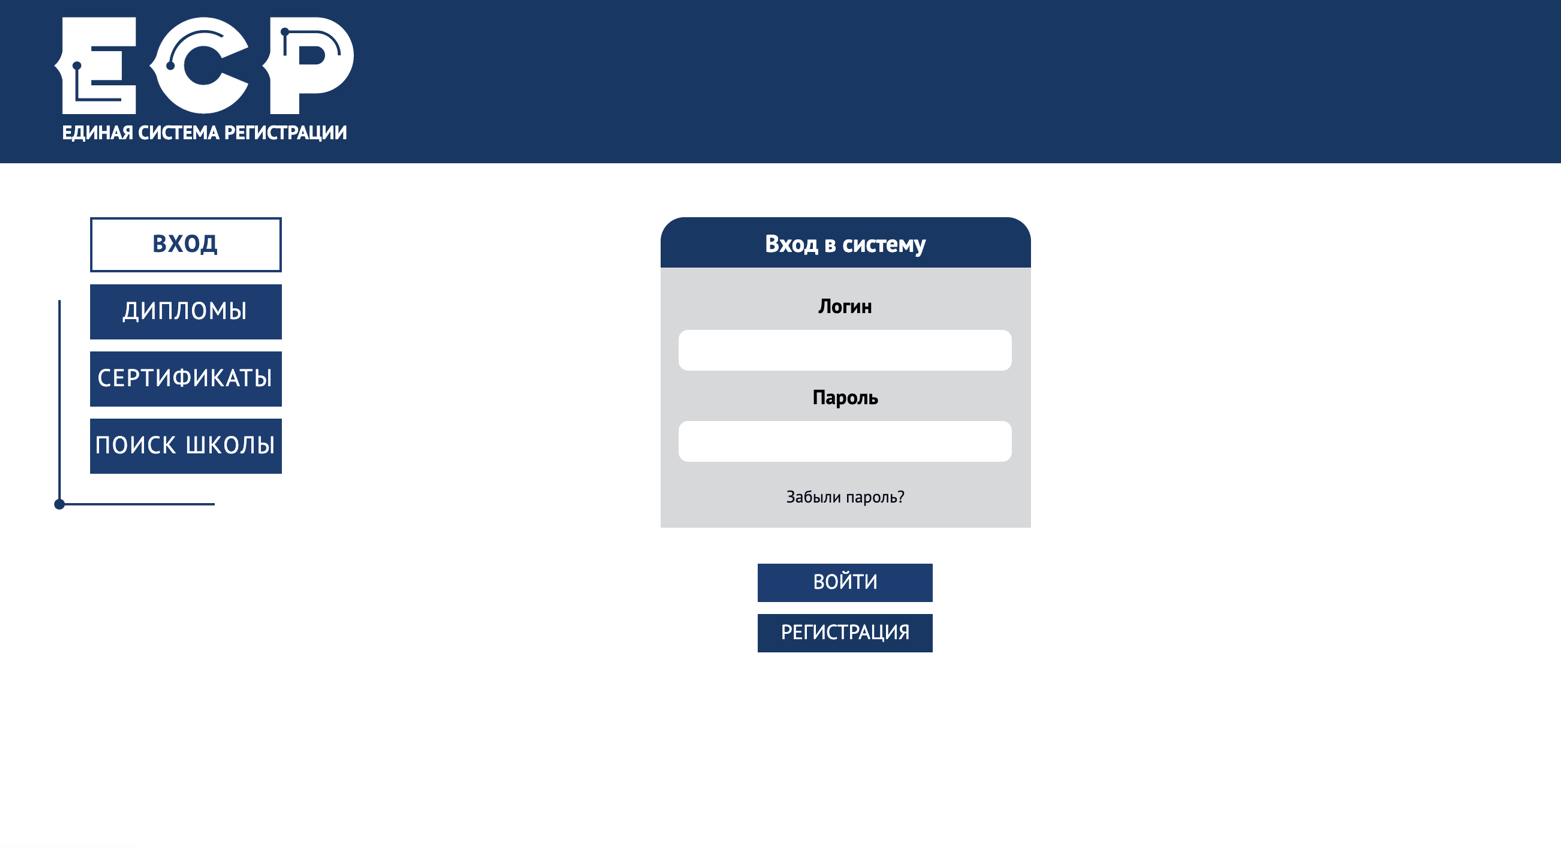 ЕСР
ЕДИНАЯ СИСТЕМА РЕГИСТРАЦИИ
ВХОД
ДИПЛОМЫ
СЕРТИФИКАТЫ
ПОИСК ШКОЛЫ
Вход в систему
Логин
Пароль
Забыли пароль?
ВОЙТИ
РЕГИСТРАЦИЯ